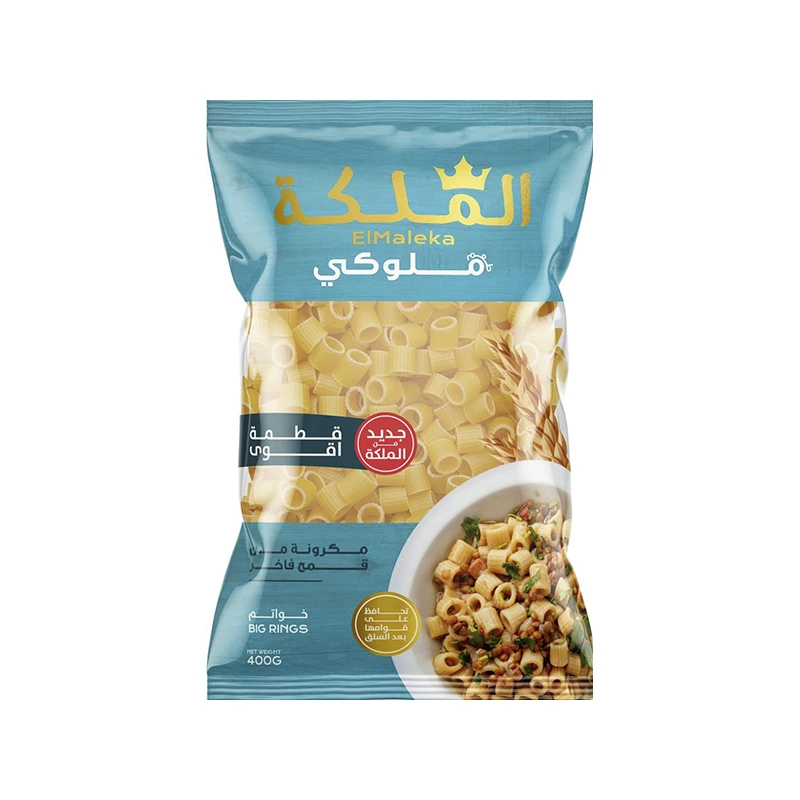 الملكة
ElMaleka
ملوكي
قطمة
اقوى
جديد
من
الملكة
مكرونة من
قمح فاخر
خواتم
BIG RINGS
NET WEIGHT
400G
تحافظ
على
قوامها
بعد السلق